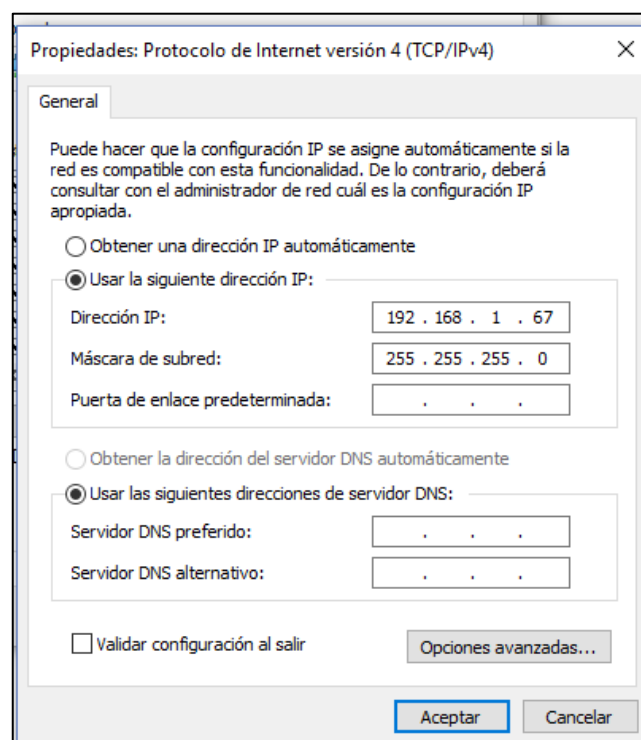 Propiedades: Protocolo de Internet versión 4 (TCP/IPv4)
General
Puede hacer que la configuración IP se asigne automáticamente si la
red es compatible con esta funcionalidad. De lo contrario, deberá
consultar con el administrador de red cuál es la configuración IP
apropiada.
Obtener una dirección IP automáticamente
Usar la siguiente dirección IP:
Dirección IP: 192 . 168 . 1 . 67
Máscara de subred: 255 . 255 . 255 . 0
Puerta de enlace predeterminada: . . .
Obtener la dirección del servidor DNS automáticamente
Usar las siguientes direcciones de servidor DNS:
Servidor DNS preferido: . . .
Servidor DNS alternativo: . . .
Validar configuración al salir Opciones avanzadas...
Aceptar Cancelar